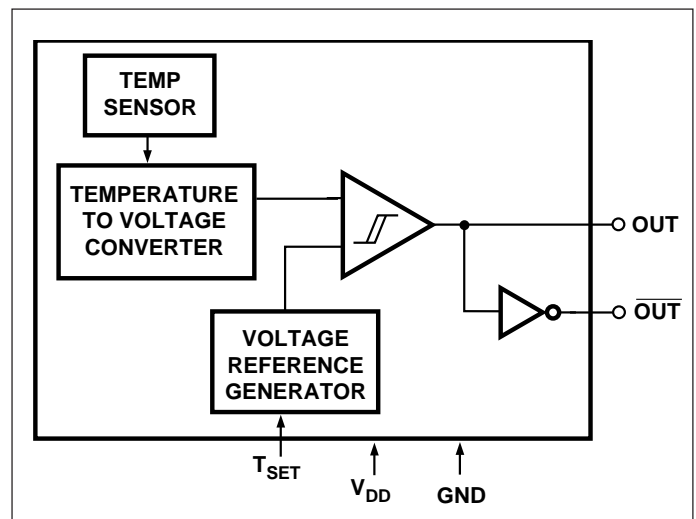 TEMP
SENSOR
TEMPERATURE
TO VOLTAGE
CONVERTER
OUT
OUT
VOLTAGE
REFERENCE
GENERATOR
TSET
VDD
GND